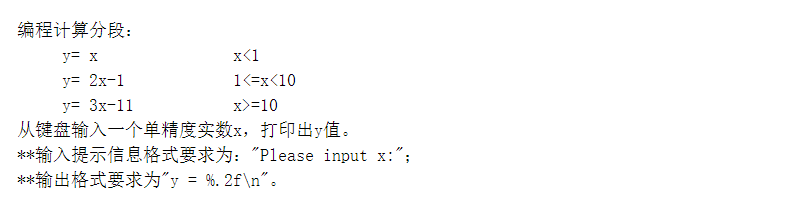 编程计算分段：
y= x x<1
y= 2x-1 1<=x<10
y= 3x-11 x>=10
从键盘输入一个单精度实数x，打印出y值。
**输入提示信息格式要求为："Please input x:"；
**输出格式要求为"y = %.2f\n"。